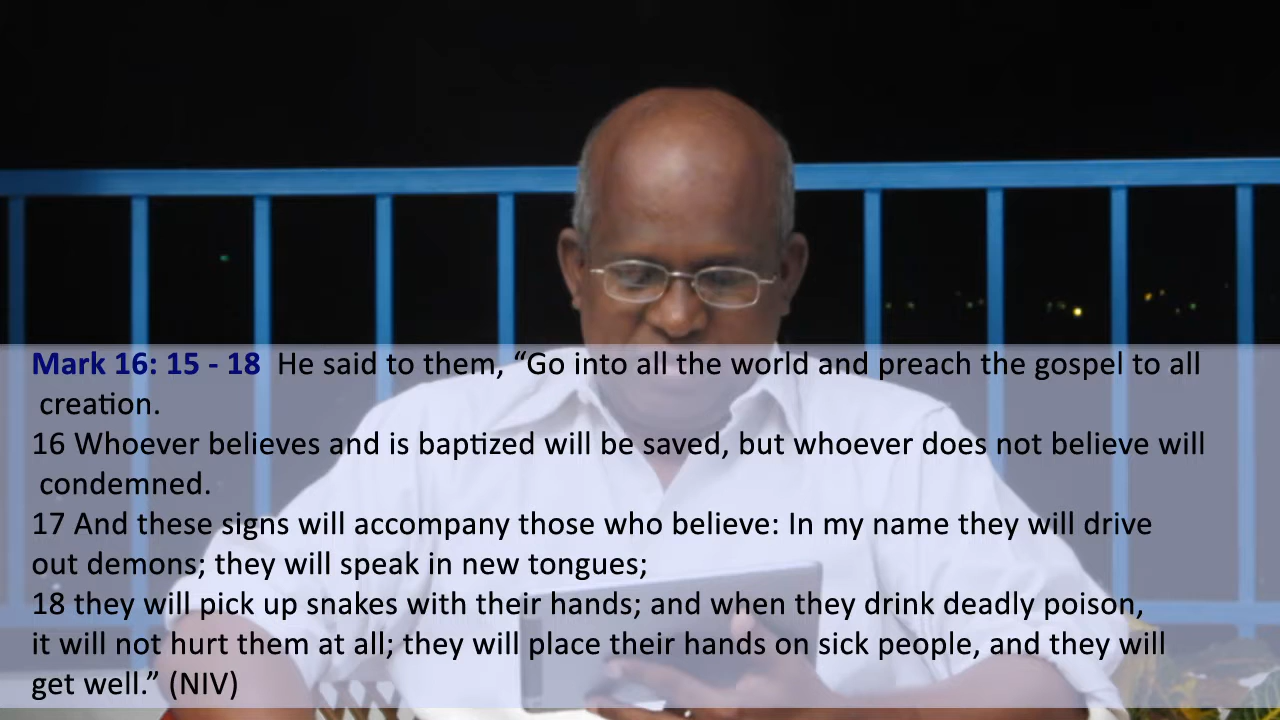 Mark 16: 15 - 18  He said to them, “Go into all the world and preach the gospel to all
creation.
16 Whoever believes and is baptized will be saved, but whoever does not believe will
condemned.
17 And these signs will accompany those who believe: In my name they will drive
out demons; they will speak in new tongues;
18 they will pick up snakes with their hands; and when they drink deadly poison,
it will not hurt them at all; they will place their hands on sick people, and they will
get well.” (NIV)